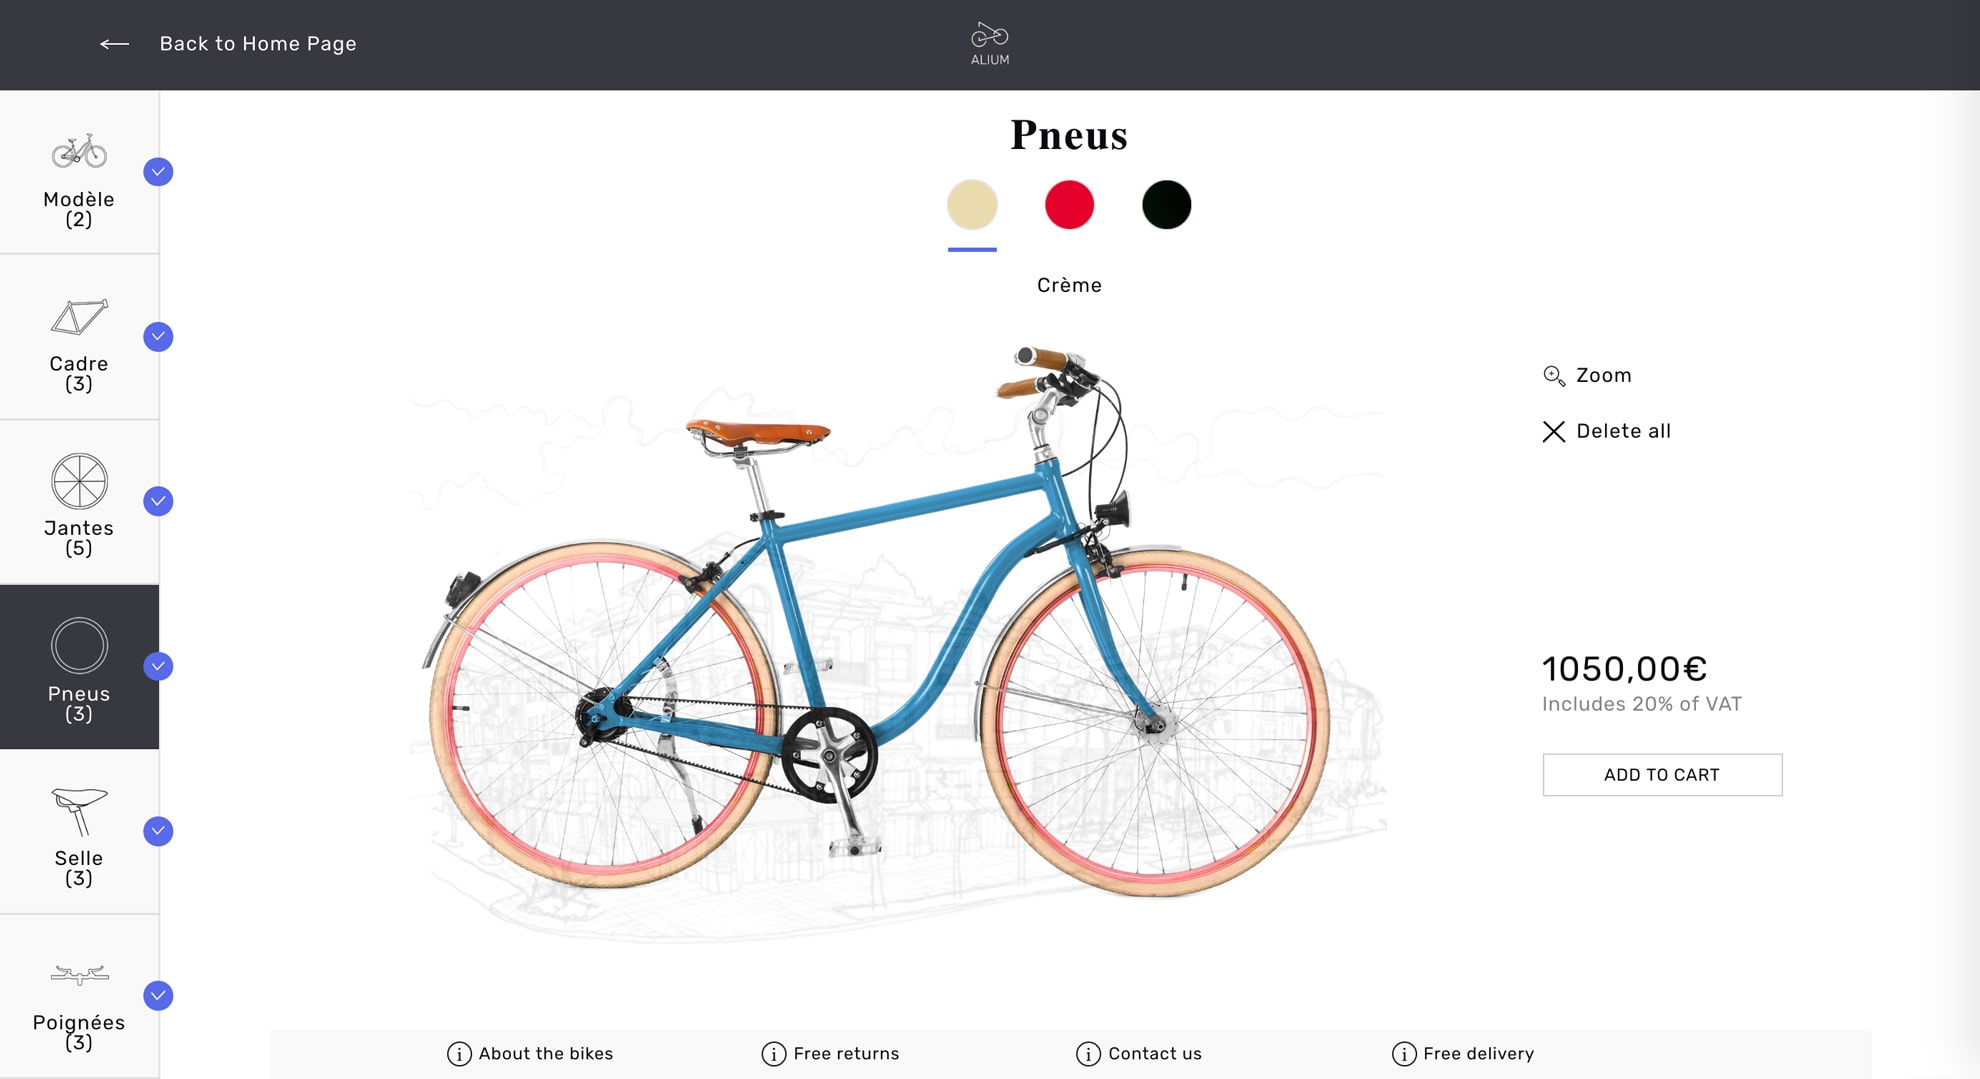 Back to Home Page
ALIUM
Modèle
(2)
Cadre
(3)
Jantes
(5)
Pneus
(3)
Selle
(3)
Poignées
(3)
Pneus
Crème
Zoom
Delete all
1050,00€
Includes 20% of VAT
ADD TO CART
About the bikes
Free returns
Contact us
Free delivery